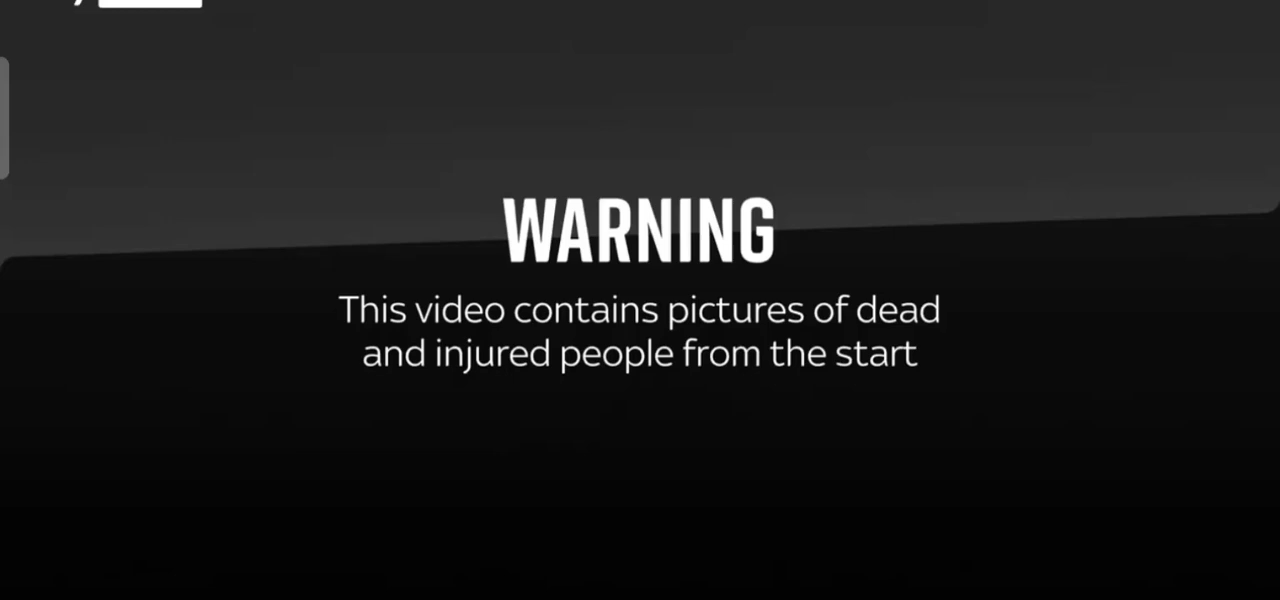 WARNING
This video contains pictures of dead
and injured people from the start